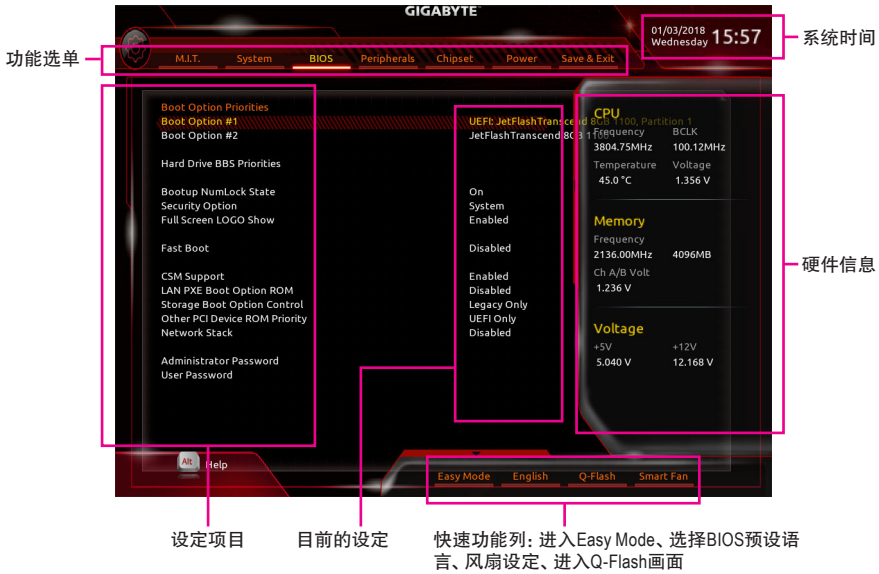 GIGABYTE
01/03/2018
Wednesday
15:57
系统时间
功能选单
M.I.T. System BIOS Peripherals Chipset Power Save & Exit
Boot Option Priorities
Boot Option #1 UEFI: JetFlashTranscend 8GB 1100, Partition 1
Boot Option #2 JetFlashTranscend 8GB 1100
Hard Drive BBS Priorities
Bootup NumLock State On
Security Option System
Full Screen LOGO Show Enabled
Fast Boot Disabled
CSM Support Enabled
LAN PXE Boot Option ROM Disabled
Storage Boot Option Control Legacy Only
Other PCI Device ROM Priority UEFI Only
Network Stack Disabled
Administrator Password
User Password
CPU
Frequency BCLK
3804.75MHz 100.12MHz
Temperature Voltage
45.0 °C 1.356 V
Memory
Frequency
2136.00MHz 4096MB
Ch A/B Volt
1.236 V
Voltage
+5V +12V
5.040 V 12.168 V
硬件信息
Alt Help
Easy Mode English Q-Flash Smart Fan
设定项目
目前的设定
快速功能列: 进入Easy Mode、选择BIOS预设语
言、风扇设定、进入Q-Flash画面